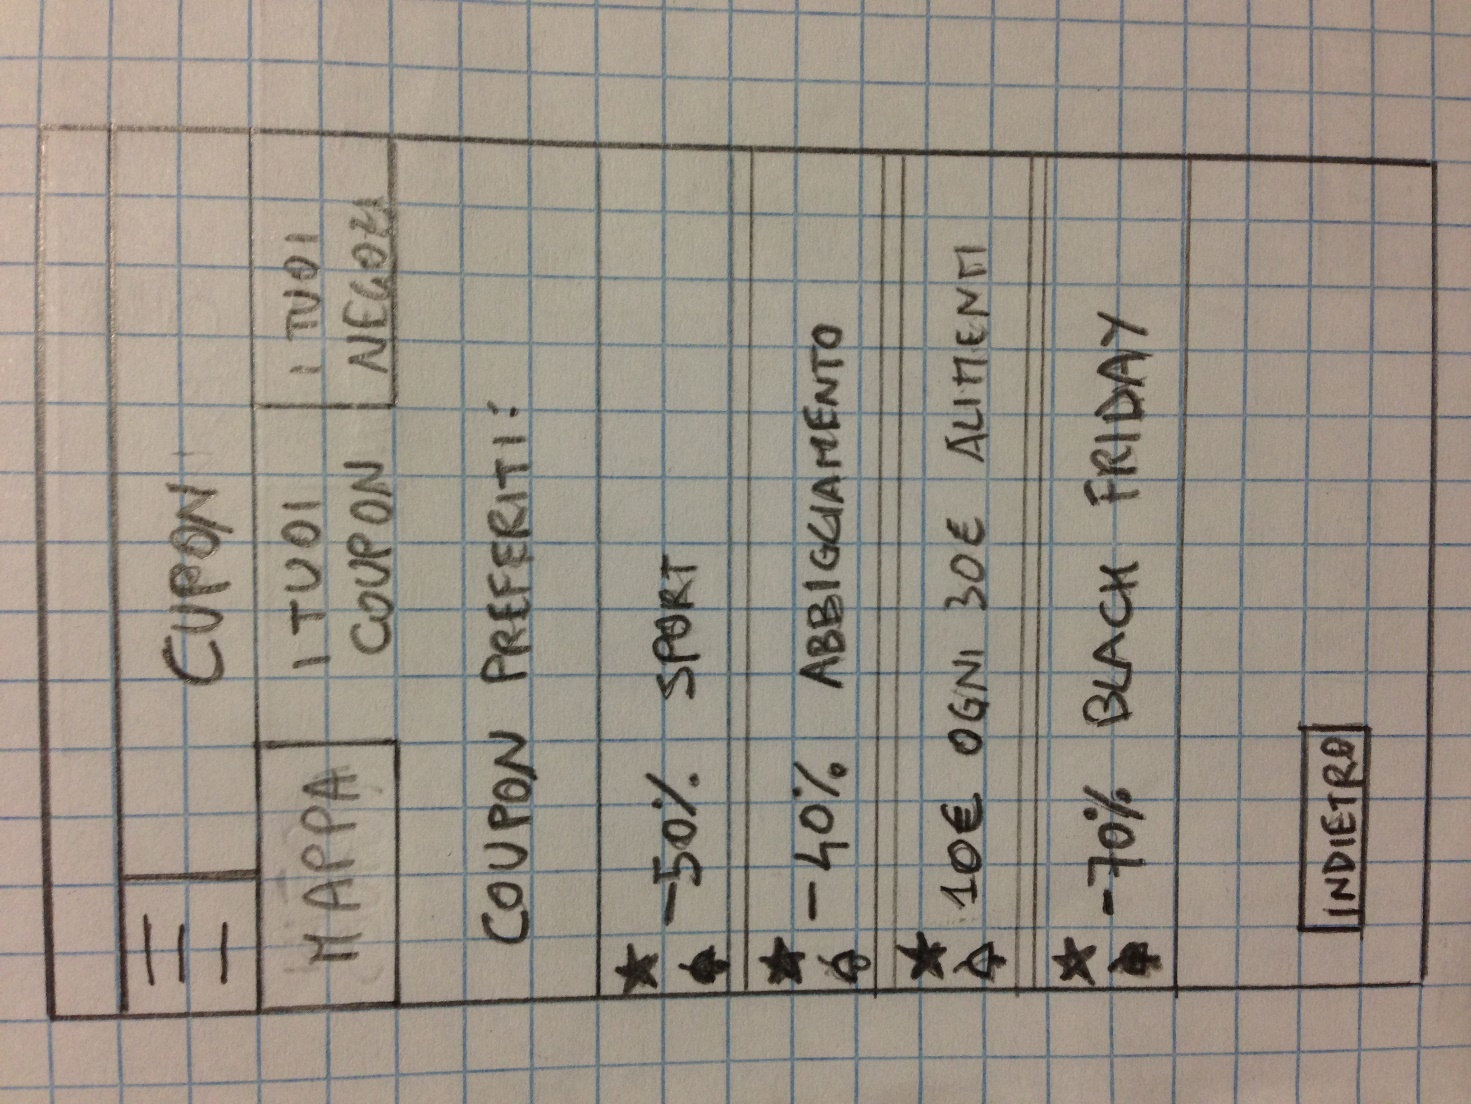 CUPON
MAPPA
I TUOI
COUPON
I TUOI
NEGOZI
COUPON PREFERITI:
-50% SPORT
-40% ABBIGLIAMENTO
10€ OGNI 30€ ALIMENTI
-70% BLACK FRIDAY
INDIETRO